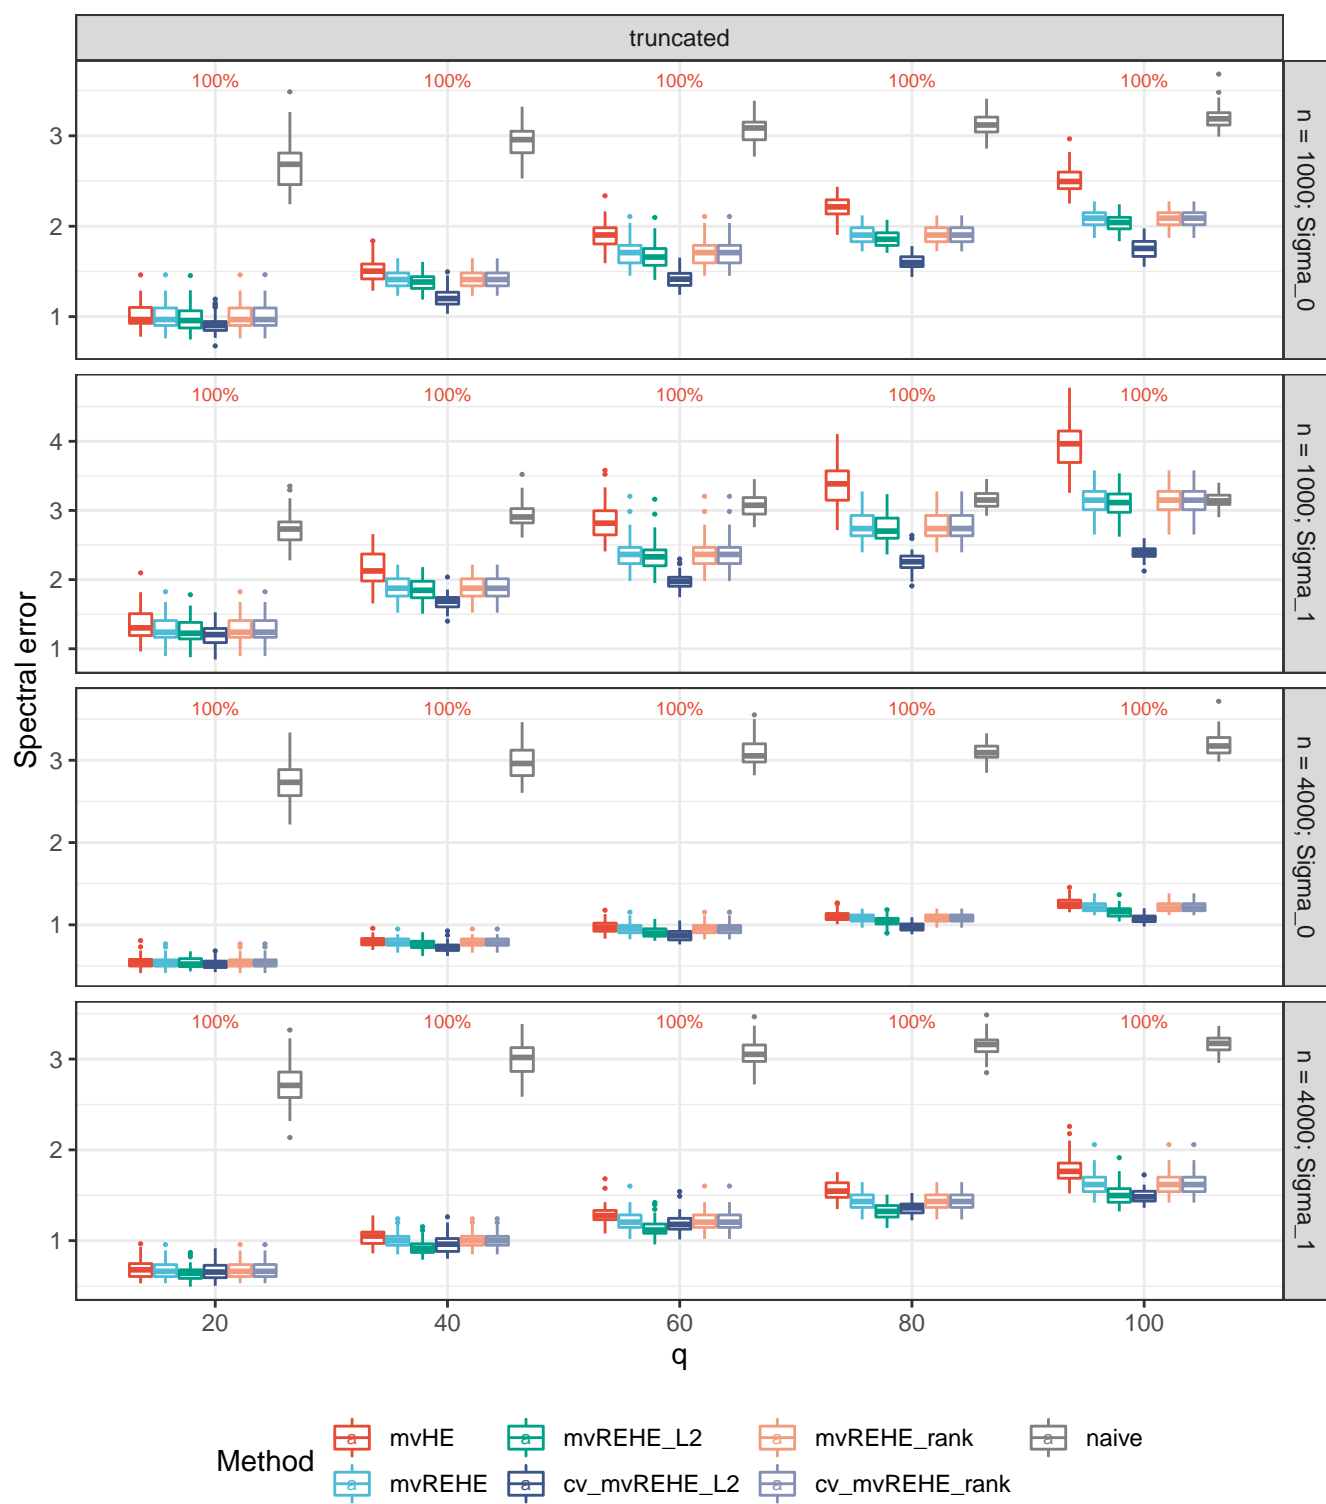 truncated
100% 100% 100% 100% 100%
3
2
1
n = 1000; Sigma_0
100% 100% 100% 100% 100%
4
3
2
1
n = 1000; Sigma_1
Spectral error
100% 100% 100% 100% 100%
3
2
1
n = 4000; Sigma_0
100% 100% 100% 100% 100%
3
2
1
n = 4000; Sigma_1
20 40 60 80 100
q
Method
a mvHE a mvREHE_L2 a mvREHE_rank a naive
a mvREHE a cv_mvREHE_L2 a cv_mvREHE_rank